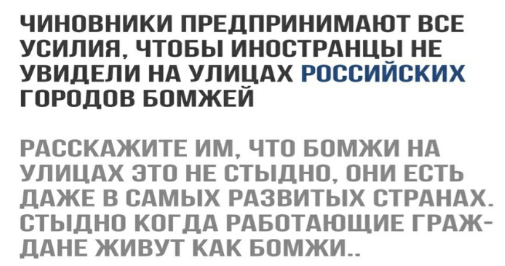 ЧИНОВНИКИ ПРЕДПРИНИМАЮТ ВСЕ
УСИЛИЯ, ЧТОБЫ ИНОСТРАНЦЫ НЕ
УВИДЕЛИ НА УЛИЦАХ РОССИЙСКИХ
ГОРОДОВ БОМЖЕЙ
РАССКАЖИТЕ ИМ, ЧТО БОМЖИ НА
УЛИЦАХ ЭТО НЕ СТЫДНО, ОНИ ЕСТЬ
ДАЖЕ В САМЫХ РАЗВИТЫХ СТРАНАХ.
СТЫДНО КОГДА РАБОТАЮЩИЕ ГРАЖ-
ДАНЕ ЖИВУТ КАК БОМЖИ..